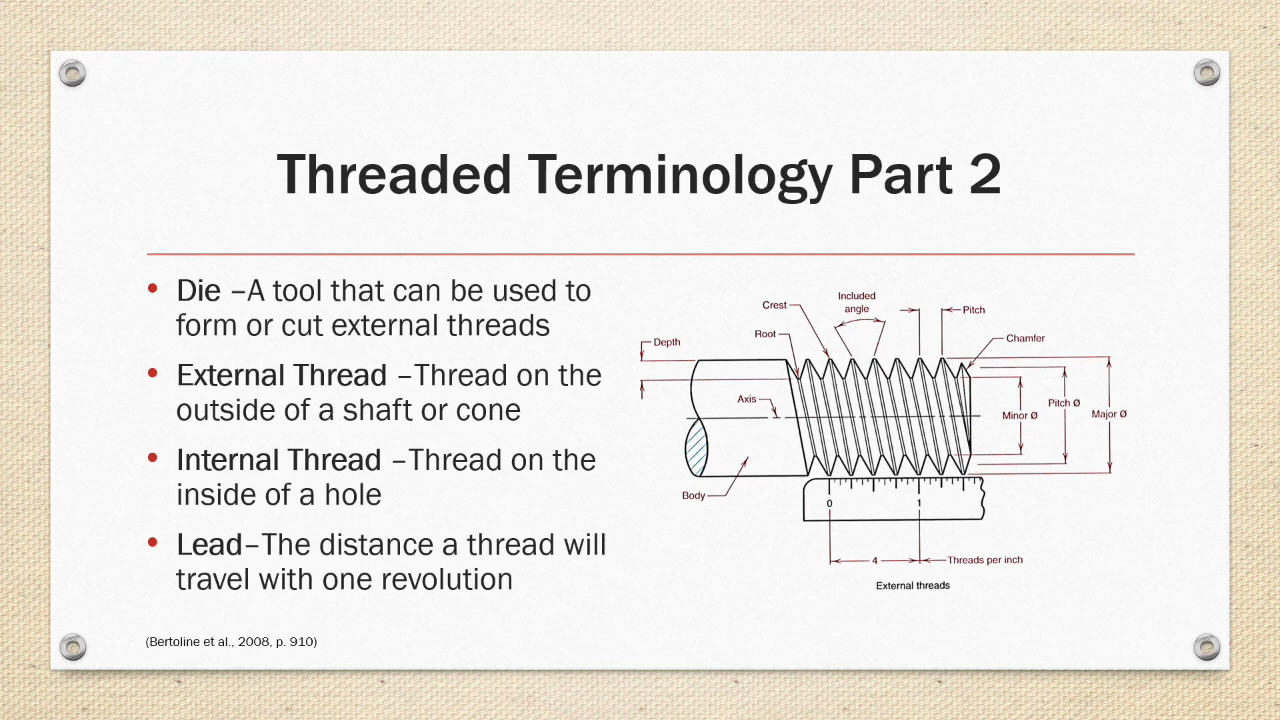 Threaded Terminology Part 2
• Die –A tool that can be used to
form or cut external threads
• External Thread –Thread on the
outside of a shaft or cone
• Internal Thread –Thread on the
inside of a hole
• Lead–The distance a thread will
travel with one revolution
(Bertoline et al., 2008, p. 910)
Included
angle
Crest
Pitch
Root
Chamfer
Depth
Axis
Pitch Ø
Minor Ø
Major Ø
Body
0
1
4
Threads per inch
External threads